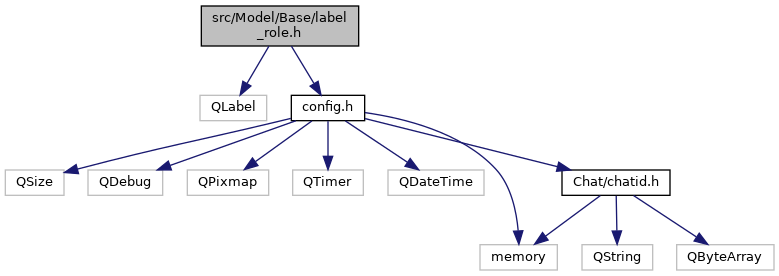 src/Model/Base/label
_role.h
QLabel
config.h
QSize
QDebug
QPixmap
QTimer
QDateTime
Chat/chatid.h
memory
QString
QByteArray